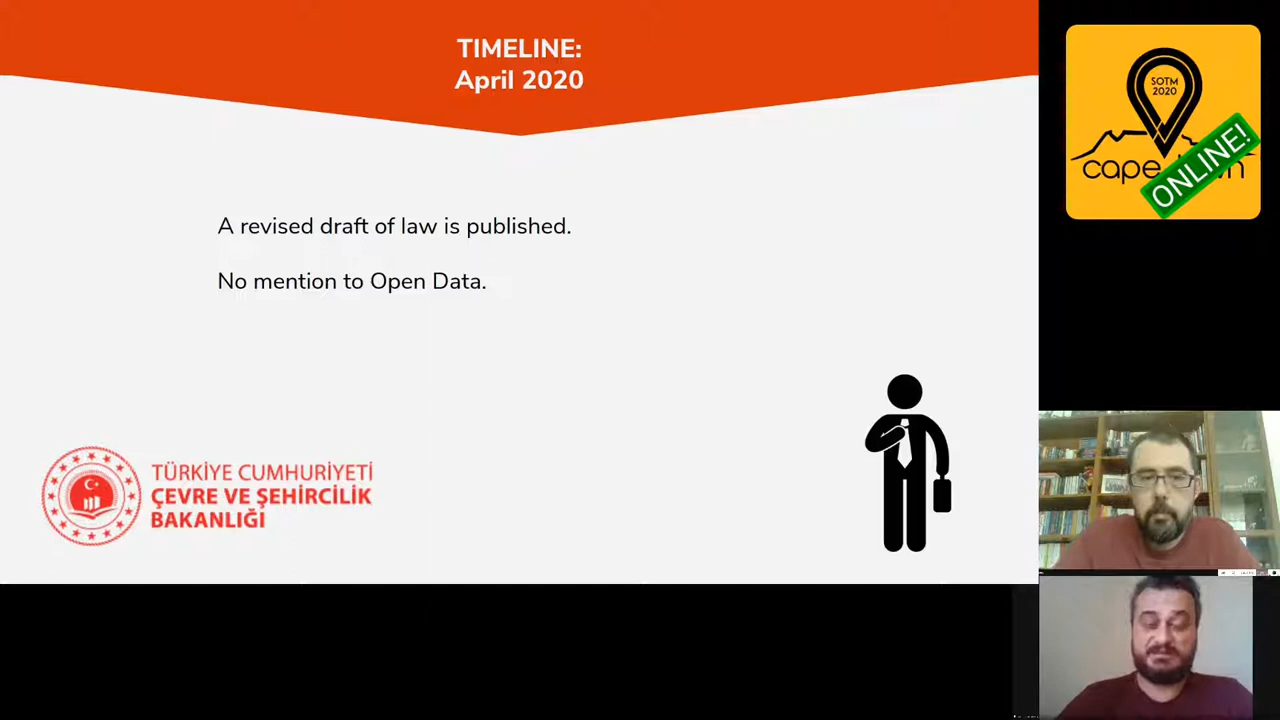 TIMELINE:
April 2020
A revised draft of law is published.
No mention to Open Data.
TÜRKİYE CUMHURİYETİ
ÇEVRE VE ŞEHİRCİLİK
BAKANLIĞI
SOTM
2020
cape
ONLINE!